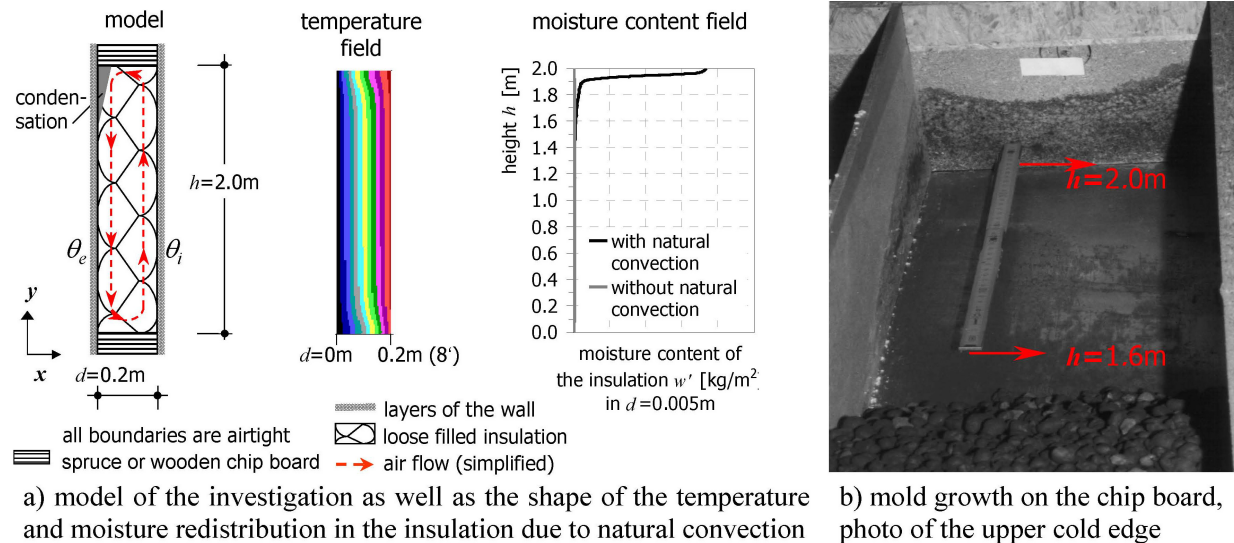 model
temperature
field
moisture content field
conden-
sation
h=2.0m
θe
θi
y
x
d=0.2m
d=0m
0.2m (8‘)
height h [m]
2.0
1.8
1.6
1.4
1.2
1.0
0.8
0.6
0.4
0.2
0.0
with natural
convection
without natural
convection
moisture content of
the insulation w' [kg/m²]
in d=0.005m
all boundaries are airtight
spruce or wooden chip board
layers of the wall
loose filled insulation
air flow (simplified)
h=2.0m
h=1.6m
a) model of the investigation as well as the shape of the temperature
and moisture redistribution in the insulation due to natural convection
b) mold growth on the chip board,
photo of the upper cold edge